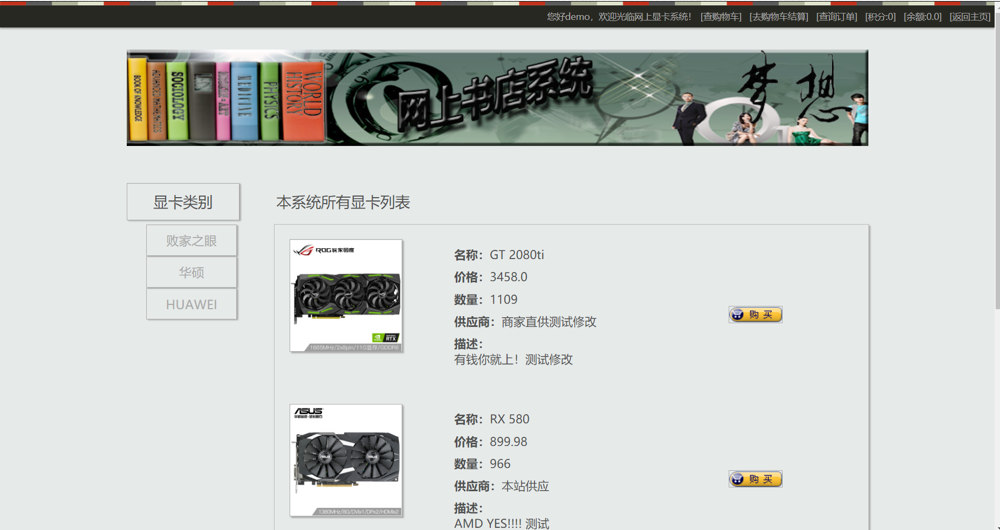 您好demo，欢迎光临网上显卡系统！ [查购物车] [去购物车结算] [查询订单] [积分:0] [余额:0.0] [返回主页]
BOOK OF KNOWLEDGE
ADVANCED MATHEMATICS
SOCIOLOGY
PHYSICS
WORLD HISTORY
网上书店系统
梦想
显卡类别
败家之眼
华硕
HUAWEI
本系统所有显卡列表
ROG玩家国度
GEFORCE RTX
1665MHz/2x8pin/11G显存/GDDR6
名称：GT 2080ti
价格：3458.0
数量：1109
供应商：商家直供测试修改
描述：
有钱你就上！测试修改
购 买
ASUS
华硕品质·坚若磐石
1380MHz/8G/DVIx1/DPx2/HDMIx2
名称：RX 580
价格：899.98
数量：966
供应商：本站供应
描述：
AMD YES!!!! 测试
购 买